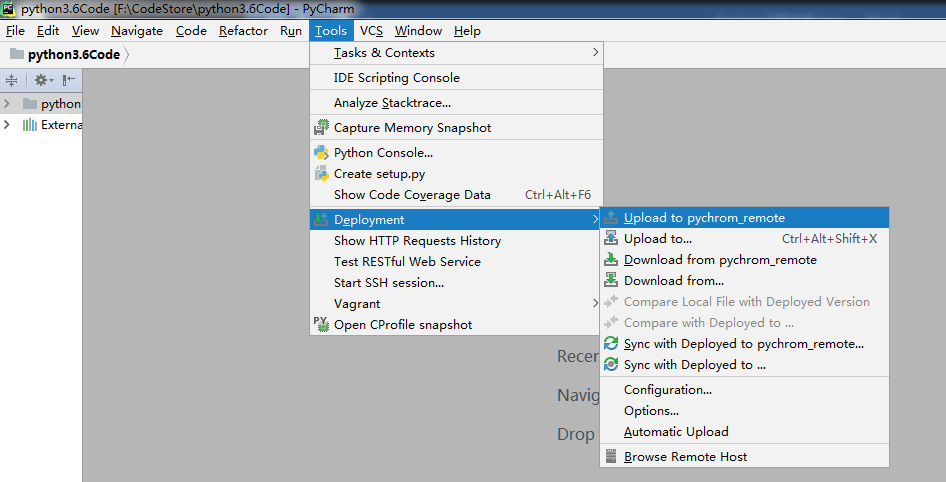 python3.6Code [F:\CodeStore\python3.6Code] - PyCharm
File Edit View Navigate Code Refactor Run Tools VCS Window Help
python3.6Code
python
Externa
Tasks & Contexts
IDE Scripting Console
Analyze Stacktrace...
Capture Memory Snapshot
Python Console...
Create setup.py
Show Code Coverage Data Ctrl+Alt+F6
Deployment
Show HTTP Requests History
Test RESTful Web Service
Start SSH session...
Vagrant
Open CProfile snapshot
Upload to pychrom_remote
Upload to... Ctrl+Alt+Shift+X
Download from pychrom_remote
Download from...
Compare Local File with Deployed Version
Compare with Deployed to ...
Sync with Deployed to pychrom_remote...
Sync with Deployed to ...
Configuration...
Options...
Automatic Upload
Browse Remote Host
Recen
Navig
Drop